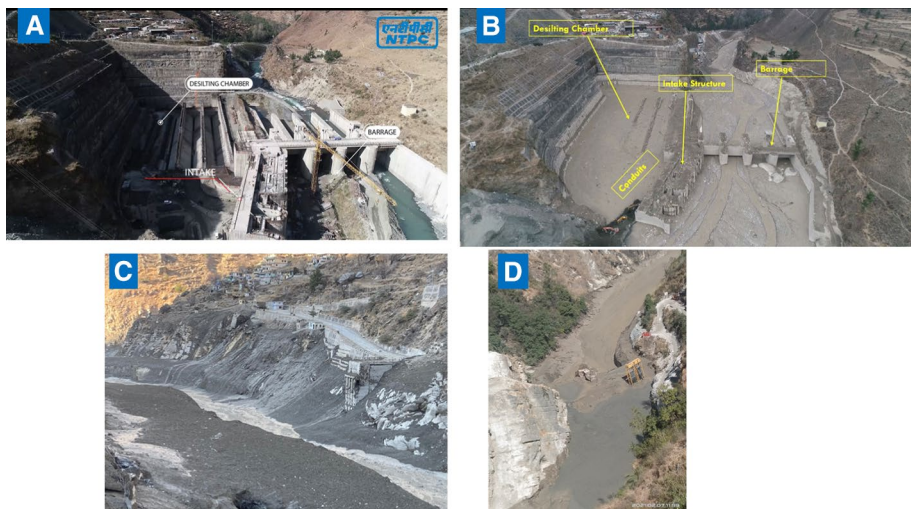 A
एनटीपीसी
NTPC
DESILTING CHAMBER
BARRAGE
INTAKE
B
Desilting Chamber
Intake Structure
Barrage
Conduits
C
D